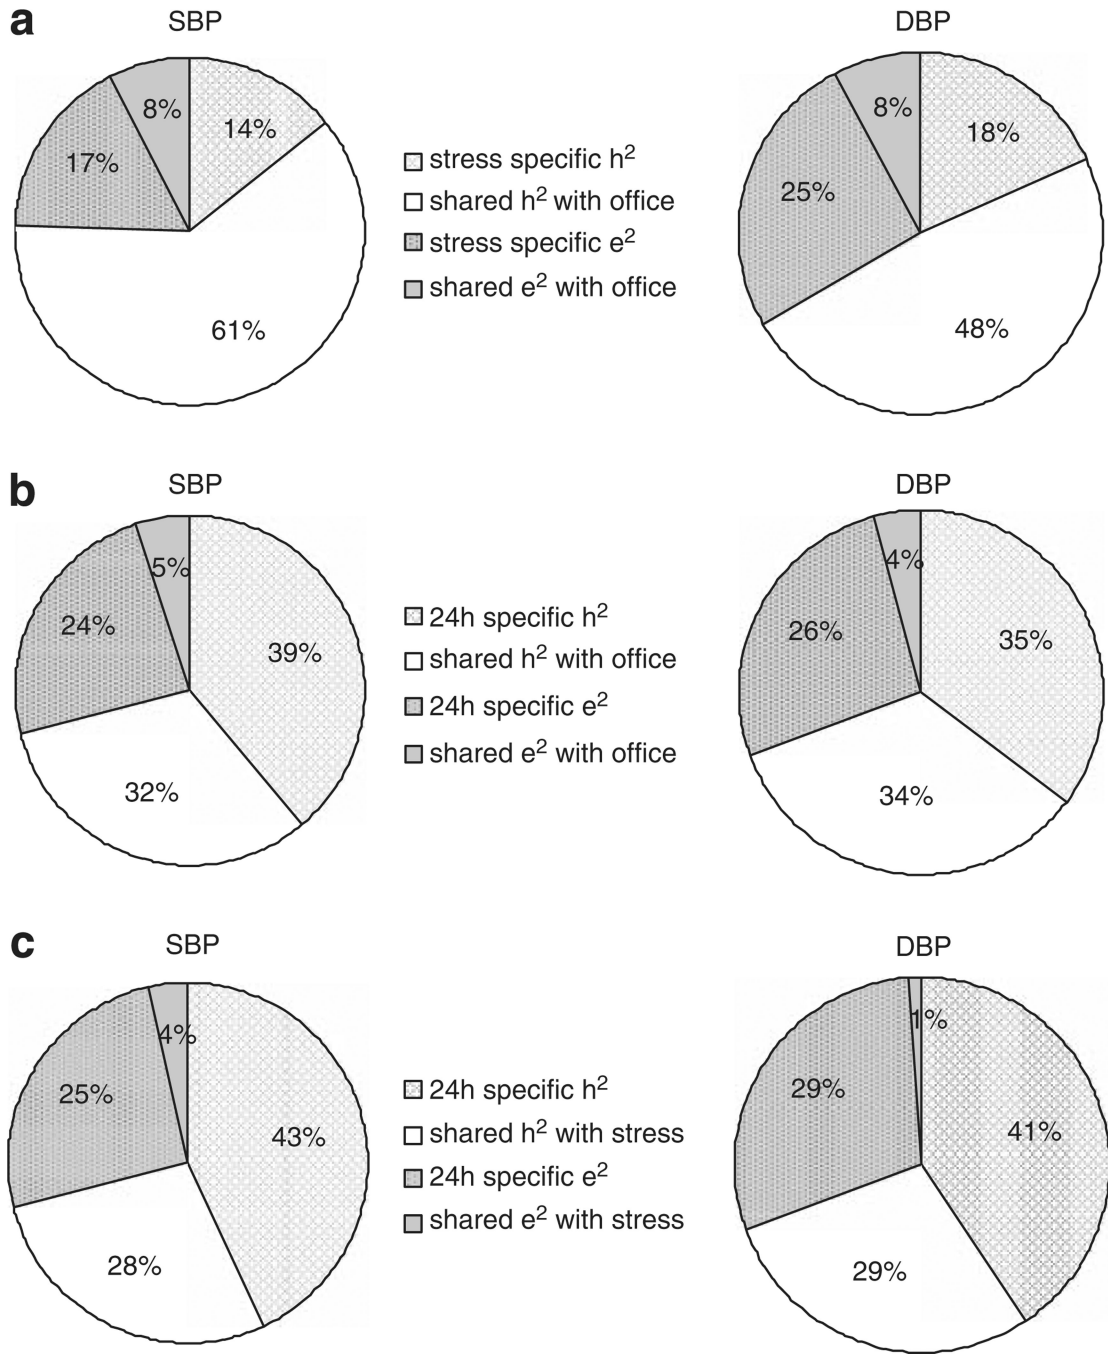 a
SBP
DBP
8%
14%
17%
61%
stress specific h²
shared h² with office
stress specific e²
shared e² with office
8%
18%
25%
48%
b
SBP
DBP
5%
24%
39%
32%
24h specific h²
shared h² with office
24h specific e²
shared e² with office
4%
26%
35%
34%
c
SBP
DBP
4%
25%
43%
28%
24h specific h²
shared h² with stress
24h specific e²
shared e² with stress
1%
29%
41%
29%